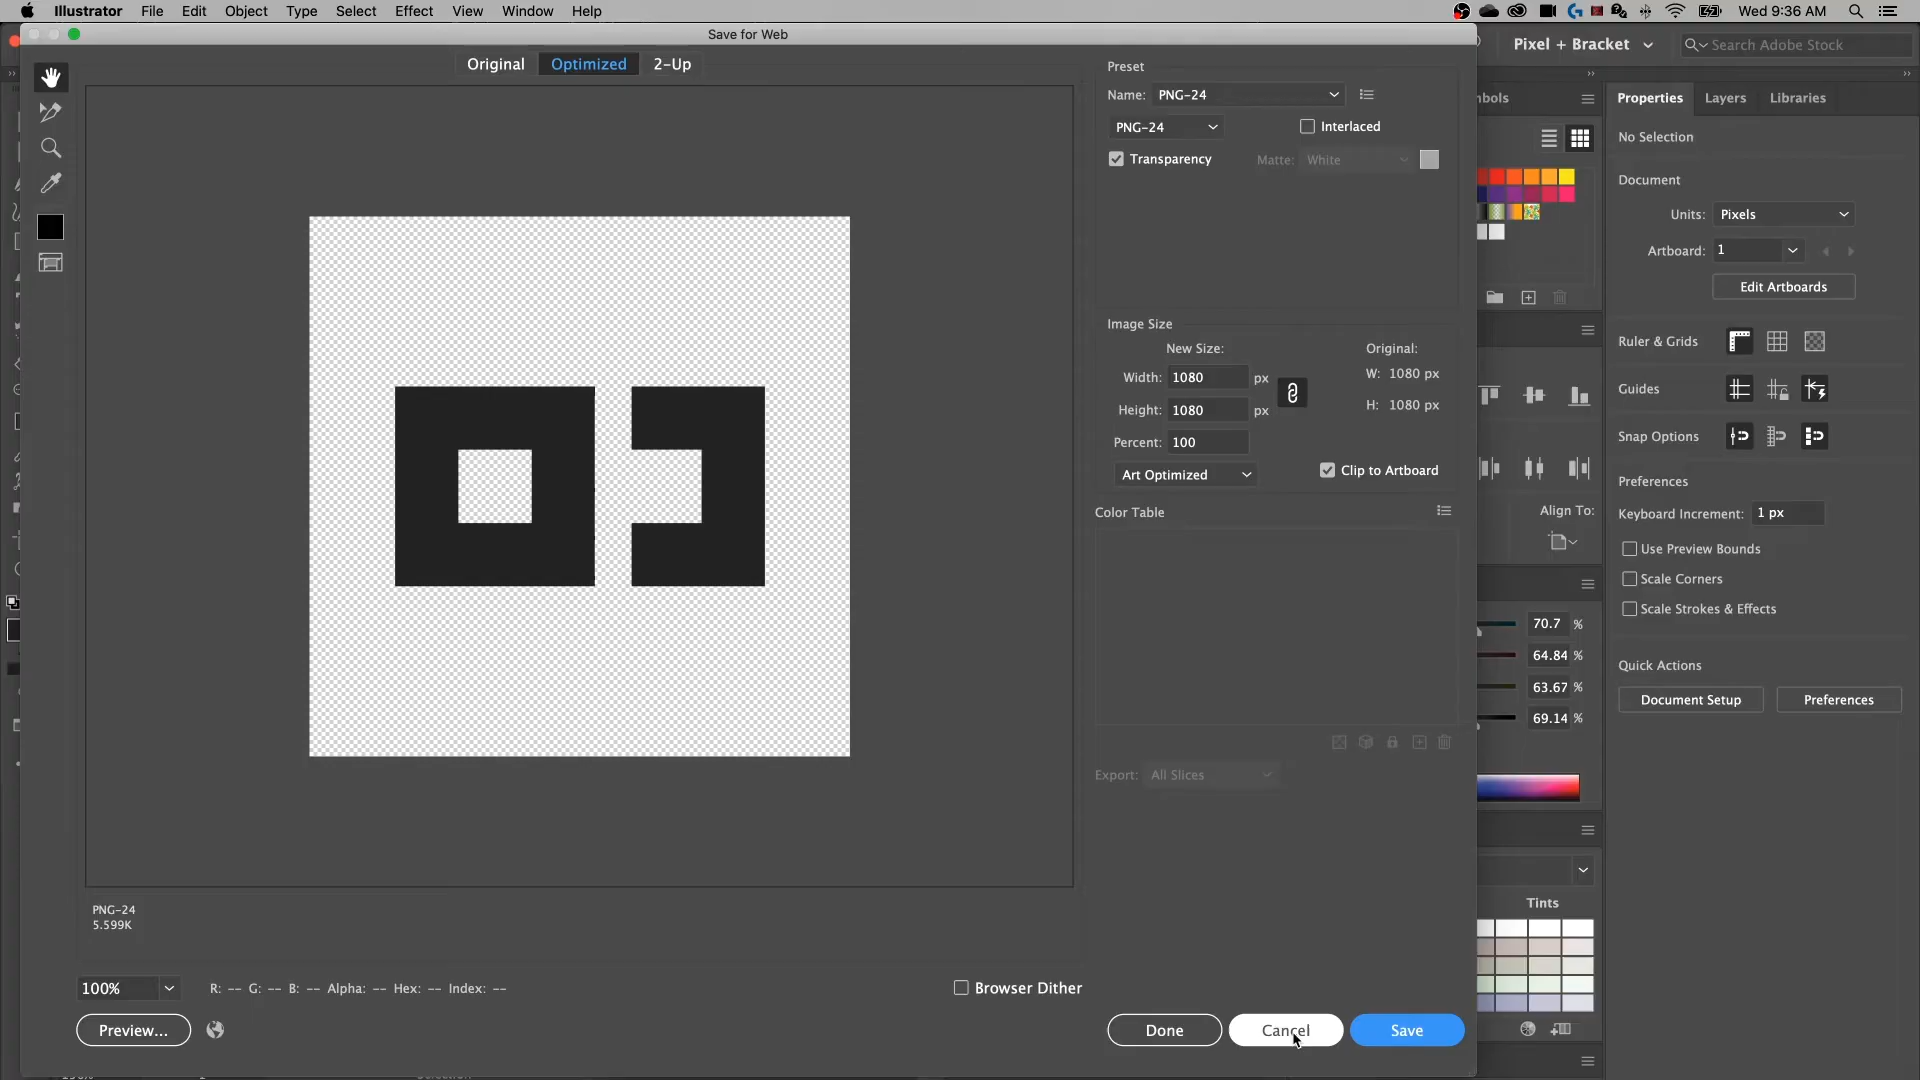 Illustrator File Edit Object Type Select Effect View Window Help
Wed 9:36 AM
Save for Web
Pixel + Bracket
Search Adobe Stock
Original Optimized 2-Up
Preset
Name: PNG-24
PNG-24
Interlaced
Transparency
Matte: White
Image Size
New Size:
Original:
Width: 1080 px
W: 1080 px
Height: 1080 px
H: 1080 px
Percent: 100
Art Optimized
Clip to Artboard
Color Table
Export: All Slices
PNG-24
5.599K
100%
R: -- G: -- B: -- Alpha: -- Hex: -- Index: --
Browser Dither
Preview...
Done
Cancel
Save
Align To:
70.7 %
64.84 %
63.67 %
69.14 %
Tints
Properties Layers Libraries
No Selection
Document
Units: Pixels
Artboard: 1
Edit Artboards
Ruler & Grids
Guides
Snap Options
Preferences
Keyboard Increment: 1 px
Use Preview Bounds
Scale Corners
Scale Strokes & Effects
Quick Actions
Document Setup
Preferences